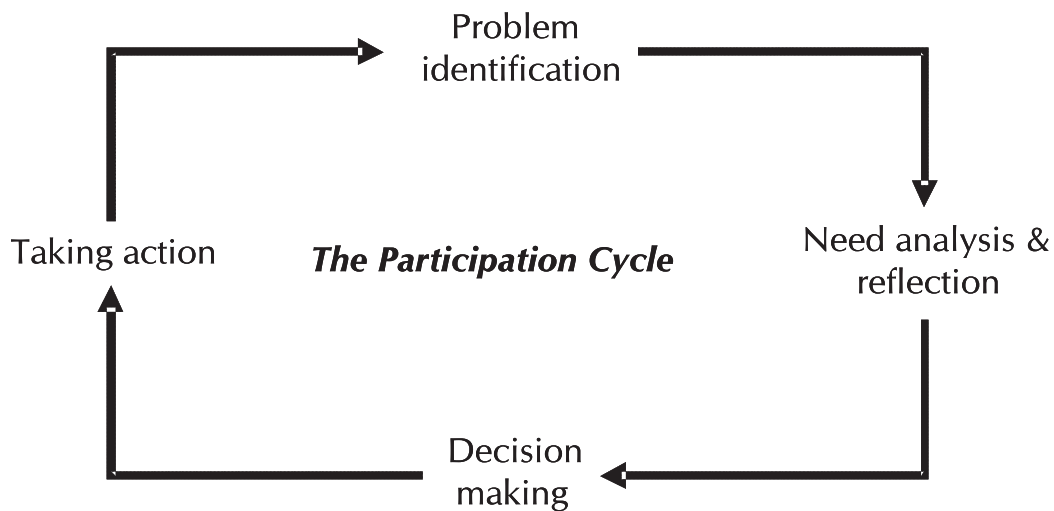 Problem
identification
Need analysis &
reflection
Decision
making
Taking action
The Participation Cycle